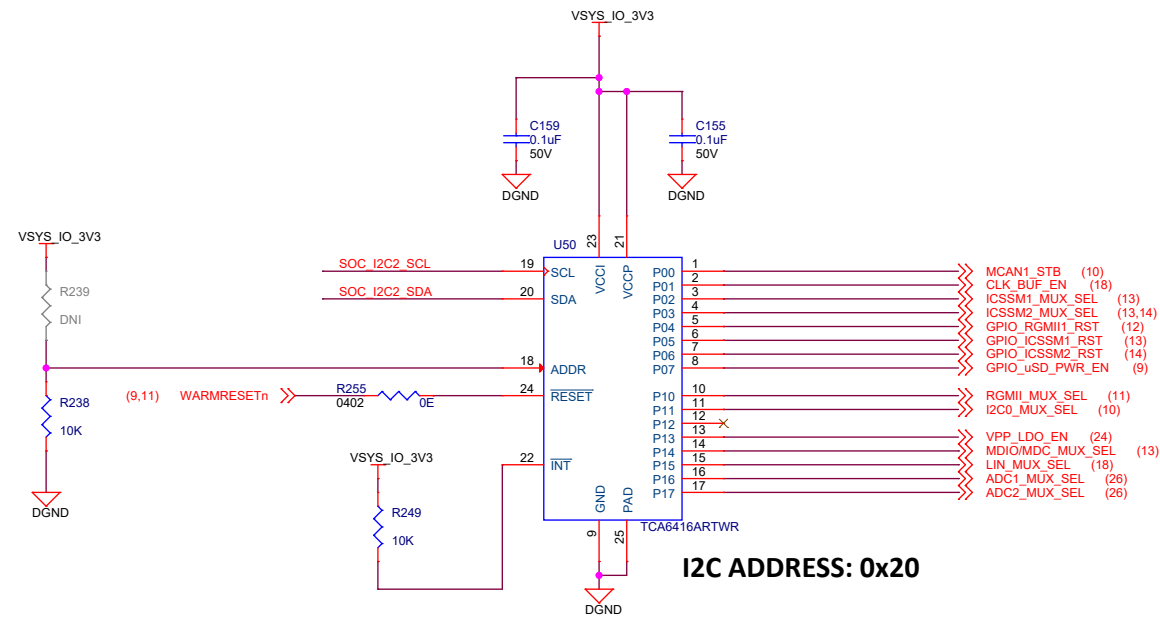 VSYS_IO_3V3
C159
0.1uF
50V
C155
0.1uF
50V
DGND
DGND
VSYS_IO_3V3
R239
DNI
R238
10K
DGND
U50
23
21
VCCI
VCCP
SOC_I2C2_SCL
19
SCL
SOC_I2C2_SDA
20
SDA
18
ADDR
(9,11) WARMRESETn
R255
0402
0E
24
RESET
VSYS_IO_3V3
22
INT
R249
10K
GND
PAD
9
25
DGND
TCA6416ARTWR
P00 1 MCAN1_STB (10)
P01 2 CLK_BUF_EN (18)
P02 3 ICSSM1_MUX_SEL (13)
P03 4 ICSSM2_MUX_SEL (13,14)
P04 5 GPIO_RGMII1_RST (12)
P05 6 GPIO_ICSSM1_RST (13)
P06 7 GPIO_ICSSM2_RST (14)
P07 8 GPIO_uSD_PWR_EN (9)
P10 10 RGMII_MUX_SEL (11)
P11 11 I2C0_MUX_SEL (10)
P12 12
P13 13 VPP_LDO_EN (24)
P14 14 MDIO/MDC_MUX_SEL (13)
P15 15 LIN_MUX_SEL (18)
P16 16 ADC1_MUX_SEL (26)
P17 17 ADC2_MUX_SEL (26)
I2C ADDRESS: 0x20